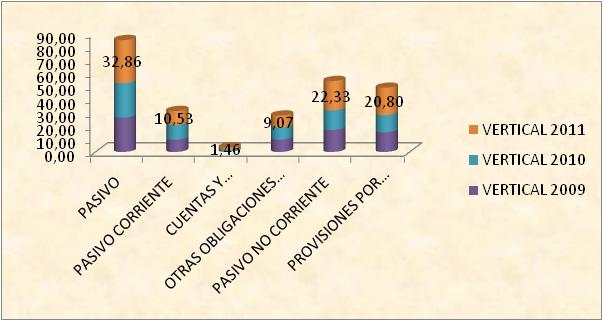 90,00
80,00
70,00
60,00
50,00
40,00
30,00
20,00
10,00
0,00
32,86
10,53
1,46
9,07
22,33
20,80
PASIVO
PASIVO CORRIENTE
CUENTAS Y...
OTRAS OBLIGACIONES...
PASIVO NO CORRIENTE
PROVISIONES POR...
VERTICAL 2011
VERTICAL 2010
VERTICAL 2009